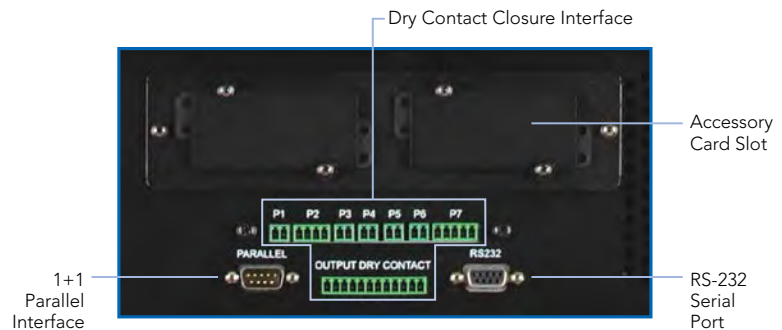 Dry Contact Closure Interface
Accessory
Card Slot
P1 P2 P3 P4 P5 P6 P7
PARALLEL
RS232
OUTPUT DRY CONTACT
1+1
Parallel
Interface
RS-232
Serial
Port